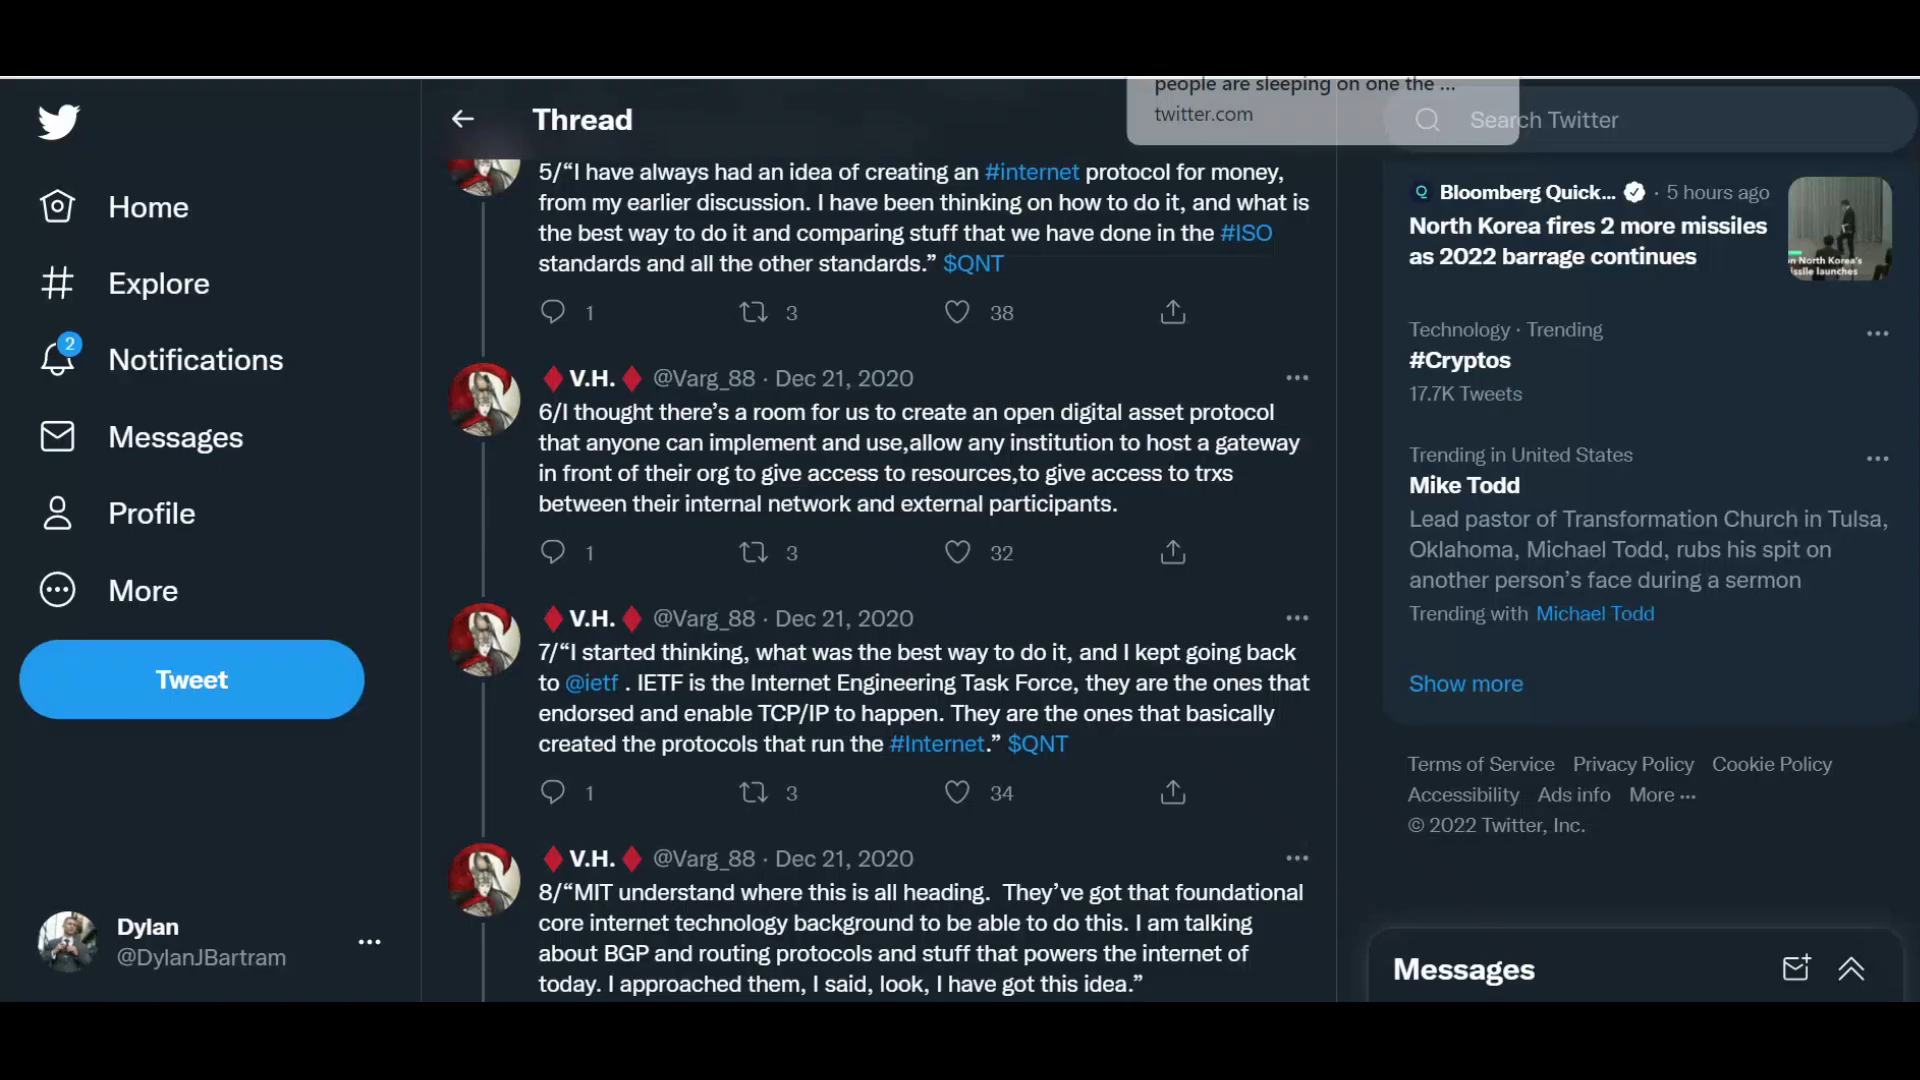 people are sleeping on one the ...
twitter.com
Home
Explore
2
Notifications
Messages
Profile
More
Tweet
Dylan
@DylanJBartram
Thread
5/“I have always had an idea of creating an #internet protocol for money,
from my earlier discussion. I have been thinking on how to do it, and what is
the best way to do it and comparing stuff that we have done in the #ISO
standards and all the other standards.” $QNT
1 3 38
V.H. @Varg_88 · Dec 21, 2020
6/I thought there’s a room for us to create an open digital asset protocol
that anyone can implement and use,allow any institution to host a gateway
in front of their org to give access to resources,to give access to trxs
between their internal network and external participants.
1 3 32
V.H. @Varg_88 · Dec 21, 2020
7/“I started thinking, what was the best way to do it, and I kept going back
to @ietf . IETF is the Internet Engineering Task Force, they are the ones that
endorsed and enable TCP/IP to happen. They are the ones that basically
created the protocols that run the #Internet.” $QNT
1 3 34
V.H. @Varg_88 · Dec 21, 2020
8/“MIT understand where this is all heading.  They’ve got that foundational
core internet technology background to be able to do this. I am talking
about BGP and routing protocols and stuff that powers the internet of
today. I approached them, I said, look, I have got this idea.”
Search Twitter
Bloomberg Quick... · 5 hours ago
North Korea fires 2 more missiles
as 2022 barrage continues
North Korea's
missile launches
Technology · Trending
#Cryptos
17.7K Tweets
Trending in United States
Mike Todd
Lead pastor of Transformation Church in Tulsa,
Oklahoma, Michael Todd, rubs his spit on
another person’s face during a sermon
Trending with Michael Todd
Show more
Terms of Service Privacy Policy Cookie Policy
Accessibility Ads info More ···
© 2022 Twitter, Inc.
Messages